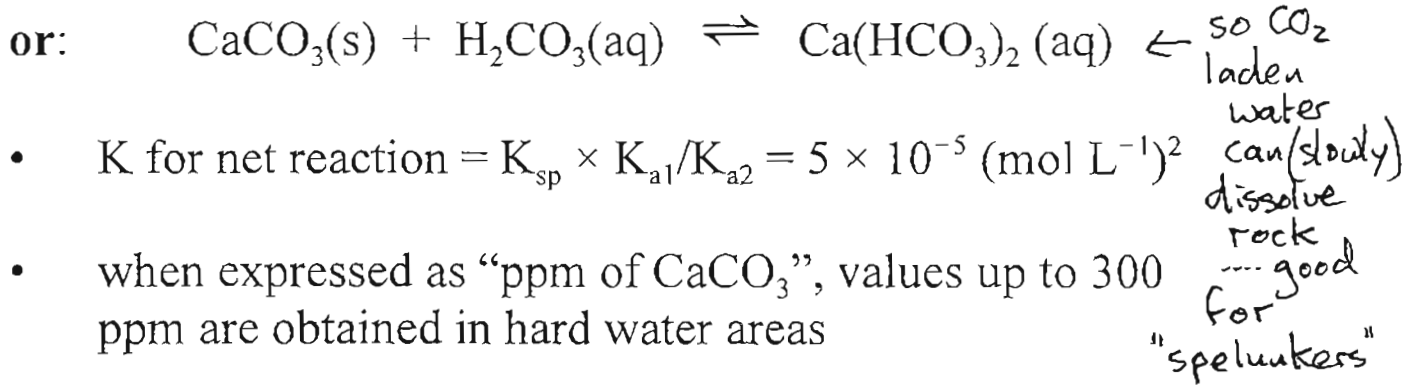 or: CaCO₃(s) + H₂CO₃(aq) ⇌ Ca(HCO₃)₂ (aq) ← so CO₂
laden
water
• K for net reaction = Kₛₚ × Kₐ₁/Kₐ₂ = 5 × 10⁻⁵ (mol L⁻¹)² can (slowly)
dissolve
rock
• when expressed as “ppm of CaCO₃”, values up to 300 .... good
ppm are obtained in hard water areas for
"spelunkers"